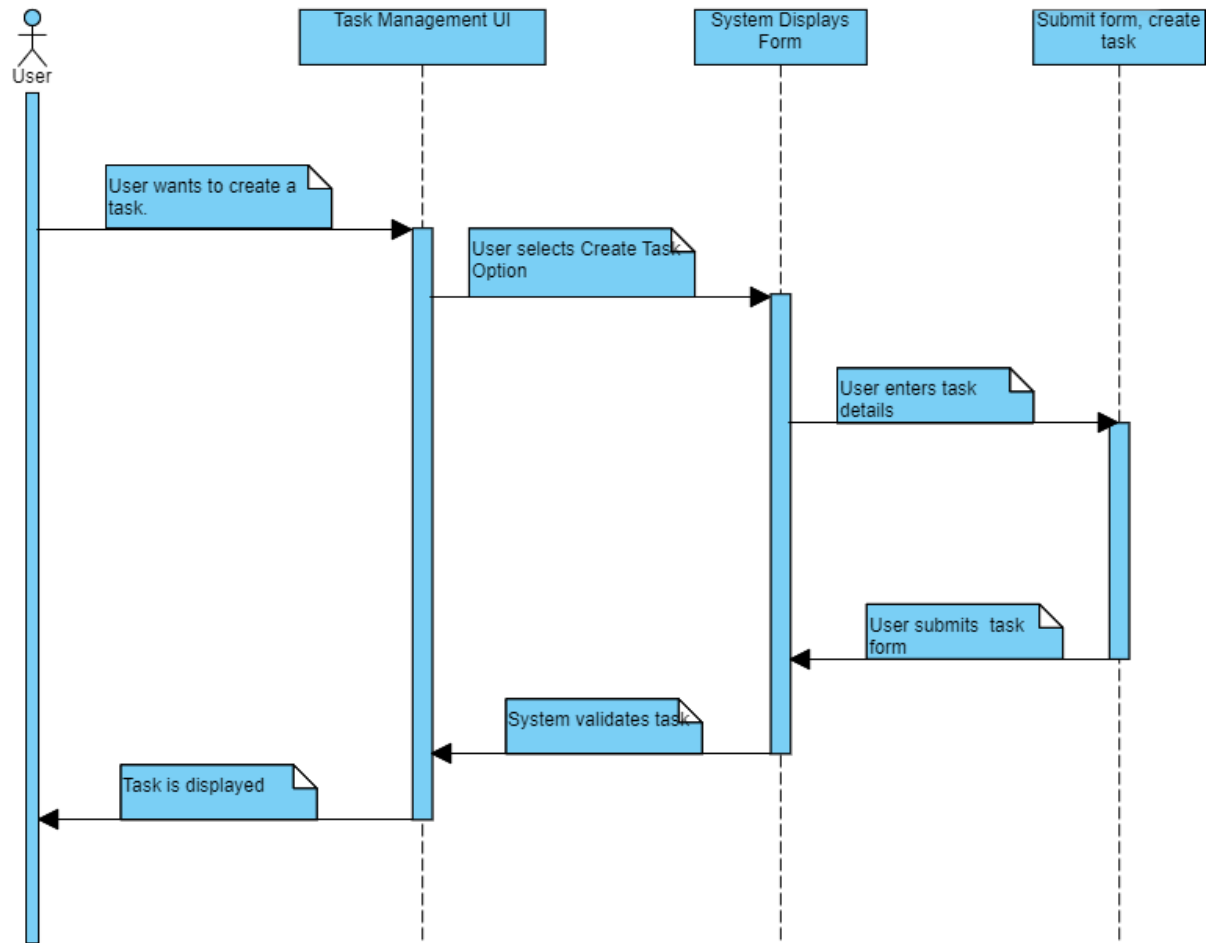 Task Management UI
System Displays
Form
Submit form, create
task
User
User wants to create a
task.
User selects Create Task
Option
User enters task
details
User submits  task
form
System validates task
Task is displayed